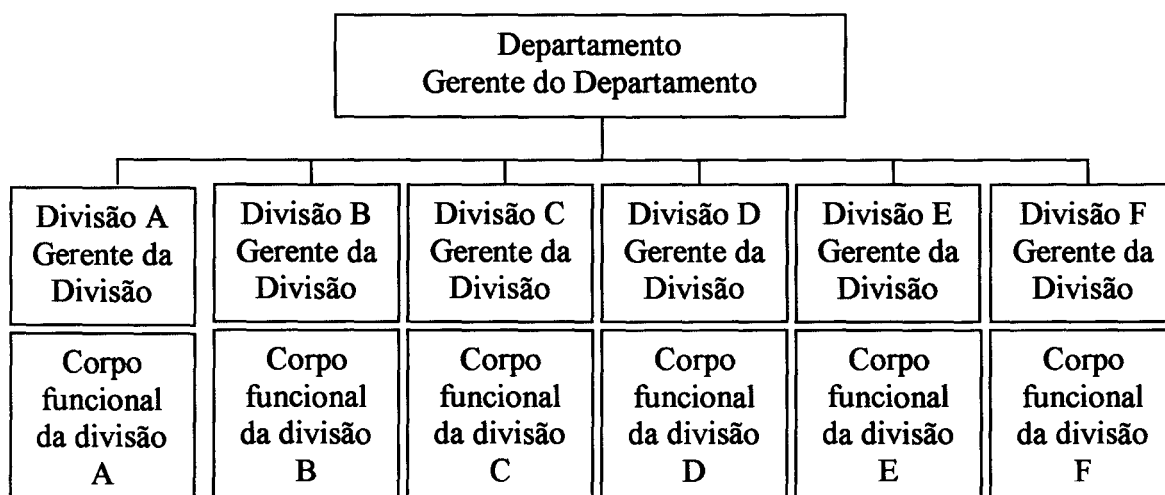 Departamento
Gerente do Departamento
Divisão A
Gerente da
Divisão
Divisão B
Gerente da
Divisão
Divisão C
Gerente da
Divisão
Divisão D
Gerente da
Divisão
Divisão E
Gerente da
Divisão
Divisão F
Gerente da
Divisão
Corpo
funcional
da divisão
A
Corpo
funcional
da divisão
B
Corpo
funcional
da divisão
C
Corpo
funcional
da divisão
D
Corpo
funcional
da divisão
E
Corpo
funcional
da divisão
F